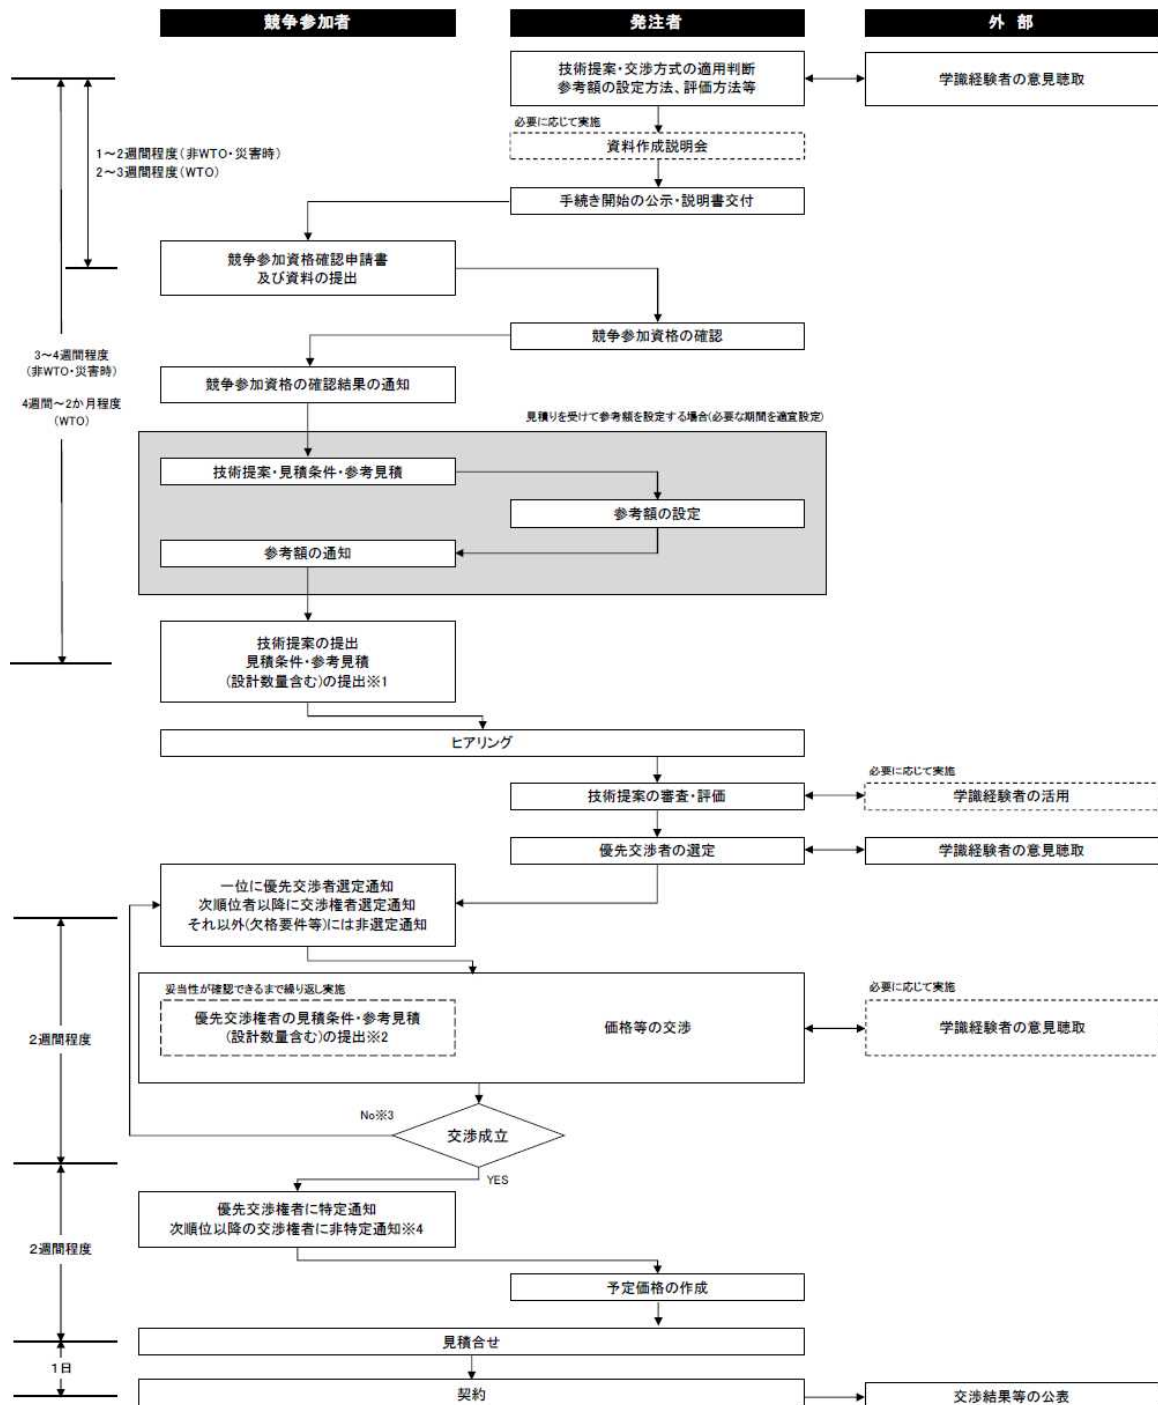 競争参加者
発注者
外 部
技術提案・交渉方式の適用判断
参考額の設定方法、評価方法等
学識経験者の意見聴取
必要に応じて実施
資料作成説明会
1～2週間程度(非WTO・災害時)
2～3週間程度(WTO)
手続き開始の公示・説明書交付
競争参加資格確認申請書
及び資料の提出
競争参加資格の確認
3～4週間程度
(非WTO・災害時)
4週間～2か月程度
(WTO)
競争参加資格の確認結果の通知
見積りを受けて参考額を設定する場合(必要な期間を適宜設定)
技術提案・見積条件・参考見積
参考額の設定
参考額の通知
技術提案の提出
見積条件・参考見積
(設計数量含む)の提出※1
ヒアリング
必要に応じて実施
技術提案の審査・評価
学識経験者の活用
優先交渉者の選定
学識経験者の意見聴取
一位に優先交渉者選定通知
次順位者以降に交渉権者選定通知
それ以外(欠格要件等)には非選定通知
妥当性が確認できるまで繰り返し実施
必要に応じて実施
優先交渉権者の見積条件・参考見積
(設計数量含む)の提出※2
価格等の交渉
学識経験者の意見聴取
2週間程度
No※3
交渉成立
YES
優先交渉権者に特定通知
次順位以降の交渉権者に非特定通知※4
2週間程度
予定価格の作成
見積合せ
1日
契約
交渉結果等の公表